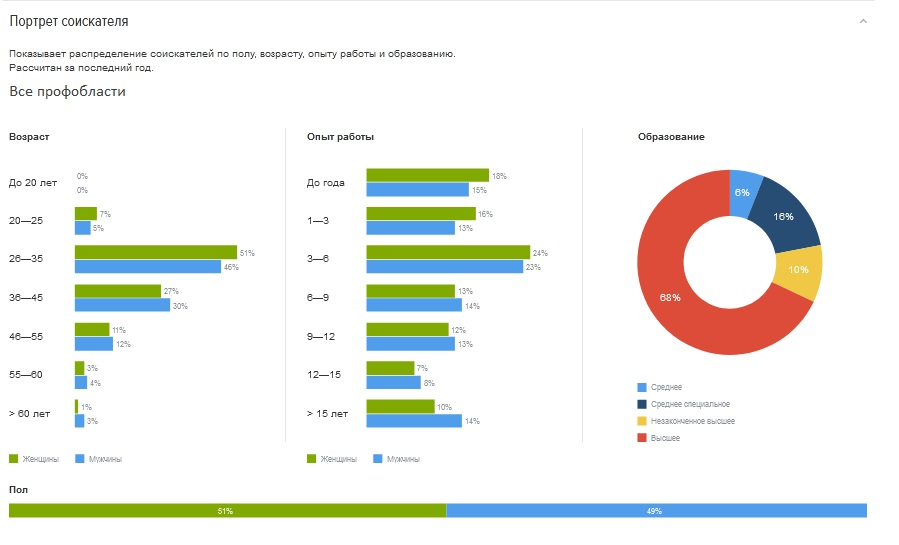 Портрет соискателя
Показывает распределение соискателей по полу, возрасту, опыту работы и образованию.
Рассчитан за последний год.
Все профобласти
Возраст
До 20 лет
0%
0%
20—25
7%
5%
26—35
51%
46%
36—45
27%
30%
46—55
11%
12%
55—60
3%
4%
> 60 лет
1%
3%
Женщины
Мужчины
Опыт работы
До года
18%
15%
1—3
16%
13%
3—6
24%
23%
6—9
13%
14%
9—12
12%
13%
12—15
7%
8%
> 15 лет
10%
14%
Женщины
Мужчины
Образование
6%
16%
10%
68%
Среднее
Среднее специальное
Незаконченное высшее
Высшее
Пол
51%
49%